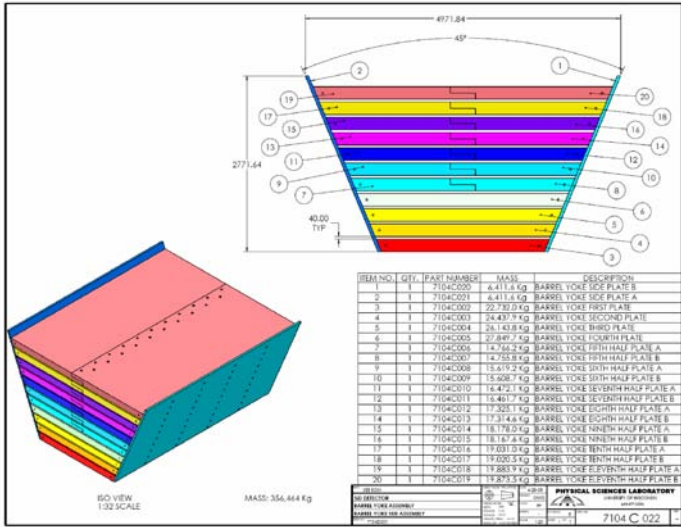 4971.84
45°
2
1
19
20
17
18
15
16
13
14
11
12
9
10
7
8
6
5
4
3
2771.64
40.00
TYP
ITEM NO. QTY. PART NUMBER MASS DESCRIPTION
1 1 7104C020 6,411.6 Kg BARREL YOKE SIDE PLATE B
2 1 7104C021 6,411.6 Kg BARREL YOKE SIDE PLATE A
3 1 7104C002 22,732.0 Kg BARREL YOKE FIRST PLATE
4 1 7104C003 24,437.9 Kg BARREL YOKE SECOND PLATE
5 1 7104C004 26,143.8 Kg BARREL YOKE THIRD PLATE
6 1 7104C005 27,849.7 Kg BARREL YOKE FOURTH PLATE
7 1 7104C006 14,766.2 Kg BARREL YOKE FIFTH HALF PLATE A
8 1 7104C007 14,755.8 Kg BARREL YOKE FIFTH HALF PLATE B
9 1 7104C008 15,619.2 Kg BARREL YOKE SIXTH HALF PLATE A
10 1 7104C009 15,608.7 Kg BARREL YOKE SIXTH HALF PLATE B
11 1 7104C010 16,472.1 Kg BARREL YOKE SEVENTH HALF PLATE A
12 1 7104C011 16,461.7 Kg BARREL YOKE SEVENTH HALF PLATE B
13 1 7104C012 17,325.1 Kg BARREL YOKE EIGHTH HALF PLATE A
14 1 7104C013 17,314.6 Kg BARREL YOKE EIGHTH HALF PLATE B
15 1 7104C014 18,178.0 Kg BARREL YOKE NINETH HALF PLATE A
16 1 7104C015 18,167.6 Kg BARREL YOKE NINETH HALF PLATE B
17 1 7104C016 19,031.0 Kg BARREL YOKE TENTH HALF PLATE A
18 1 7104C017 19,020.5 Kg BARREL YOKE TENTH HALF PLATE B
19 1 7104C018 19,883.9 Kg BARREL YOKE ELEVENTH HALF PLATE A
20 1 7104C019 19,873.5 Kg BARREL YOKE ELEVENTH HALF PLATE B
ISO VIEW
1:32 SCALE
MASS: 356,464 Kg
PHYSICAL SCIENCES LABORATORY
UNIVERSITY OF WISCONSIN
SID DETECTOR
BARREL YOKE ASSEMBLY
BARREL YOKE SUB ASSEMBLY
7104 C 022